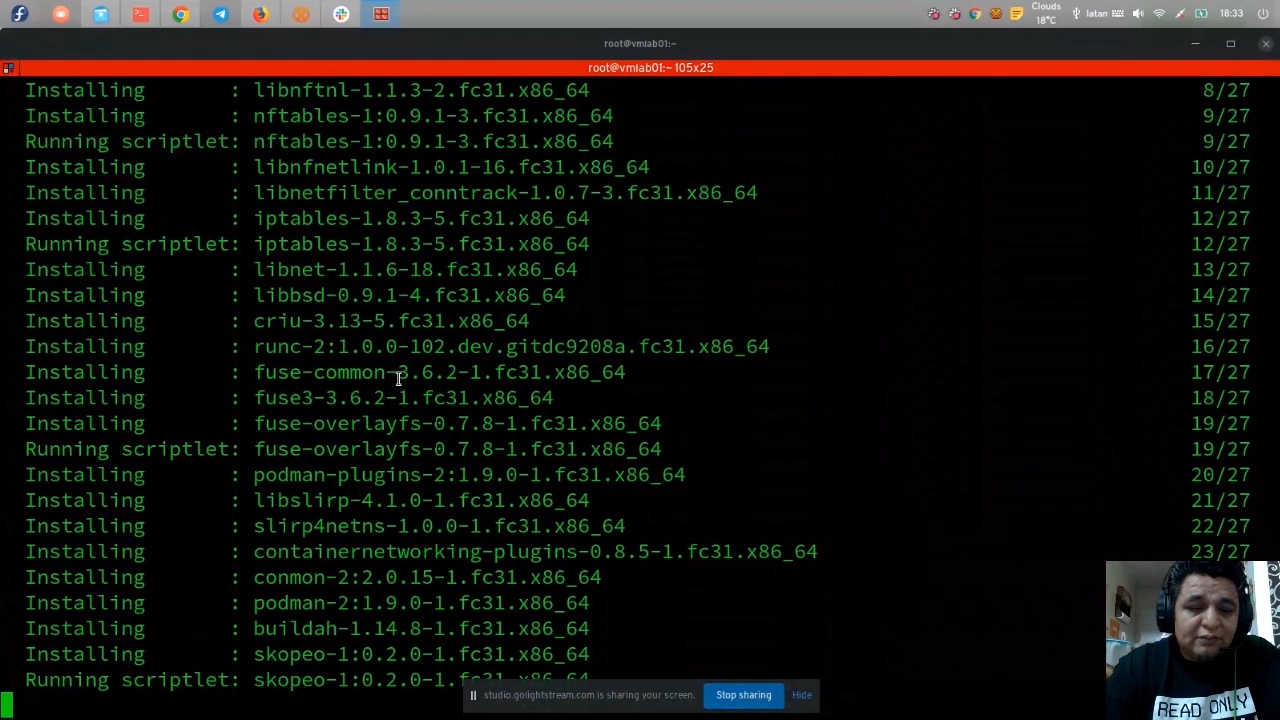 Clouds
18°C
latan
18:33
root@vmlab01:~
root@vmlab01:~ 105x25
Installing : libnftnl-1.1.3-2.fc31.x86_64 8/27
Installing : nftables-1:0.9.1-3.fc31.x86_64 9/27
Running scriptlet: nftables-1:0.9.1-3.fc31.x86_64 9/27
Installing : libnfnetlink-1.0.1-16.fc31.x86_64 10/27
Installing : libnetfilter_conntrack-1.0.7-3.fc31.x86_64 11/27
Installing : iptables-1.8.3-5.fc31.x86_64 12/27
Running scriptlet: iptables-1.8.3-5.fc31.x86_64 12/27
Installing : libnet-1.1.6-18.fc31.x86_64 13/27
Installing : libbsd-0.9.1-4.fc31.x86_64 14/27
Installing : criu-3.13-5.fc31.x86_64 15/27
Installing : runc-2:1.0.0-102.dev.gitdc9208a.fc31.x86_64 16/27
Installing : fuse-common-3.6.2-1.fc31.x86_64 17/27
Installing : fuse3-3.6.2-1.fc31.x86_64 18/27
Installing : fuse-overlayfs-0.7.8-1.fc31.x86_64 19/27
Running scriptlet: fuse-overlayfs-0.7.8-1.fc31.x86_64 19/27
Installing : podman-plugins-2:1.9.0-1.fc31.x86_64 20/27
Installing : libslirp-4.1.0-1.fc31.x86_64 21/27
Installing : slirp4netns-1.0.0-1.fc31.x86_64 22/27
Installing : containernetworking-plugins-0.8.5-1.fc31.x86_64 23/27
Installing : conmon-2:2.0.15-1.fc31.x86_64
Installing : podman-2:1.9.0-1.fc31.x86_64
Installing : buildah-1.14.8-1.fc31.x86_64
Installing : skopeo-1:0.2.0-1.fc31.x86_64
Running scriptlet: skopeo-1:0.2.0-1.fc31.x86_64
studio.golightstream.com is sharing your screen.
Stop sharing
Hide
READ ONLY